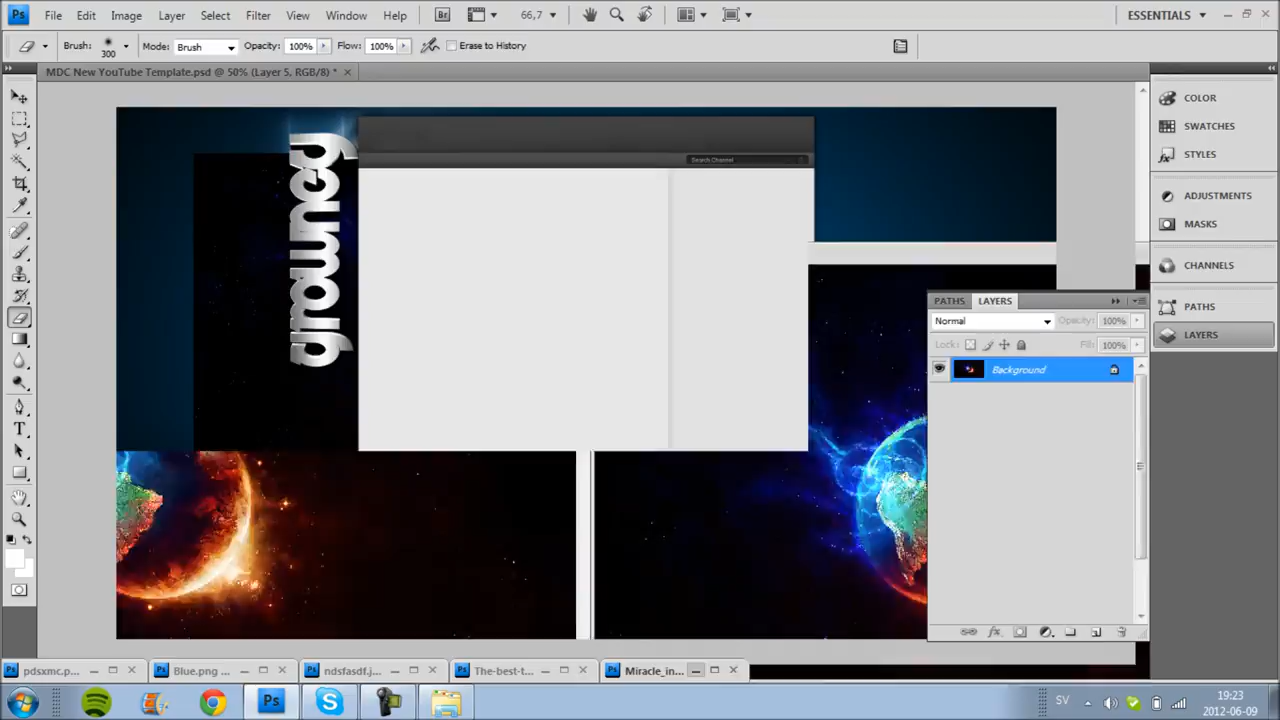 Ps File Edit Image Layer Select Filter View Window Help Br 66,7 ESSENTIALS
Brush: 300 Mode: Brush Opacity: 100% Flow: 100% Erase to History
MDC New YouTube Template.psd @ 50% (Layer 5, RGB/8) *
COLOR
SWATCHES
STYLES
ADJUSTMENTS
MASKS
CHANNELS
PATHS
LAYERS
Search Channel
PATHS LAYERS
Normal Opacity: 100%
Lock: Fill: 100%
Background
pdsxmc.p... Blue.png ... ndsfasdf.j... The-best-t... Miracle_in...
SV
19:23
2012-06-09